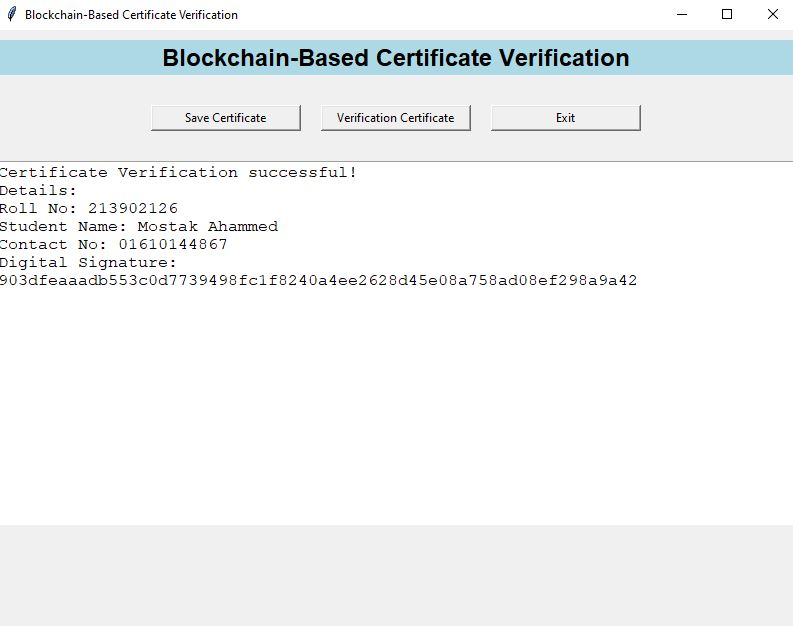 Blockchain-Based Certificate Verification
Blockchain-Based Certificate Verification
Save Certificate
Verification Certificate
Exit
Certificate Verification successful!
Details:
Roll No: 213902126
Student Name: Mostak Ahammed
Contact No: 01610144867
Digital Signature:
903dfeaaadb553c0d7739498fc1f8240a4ee2628d45e08a758ad08ef298a9a42